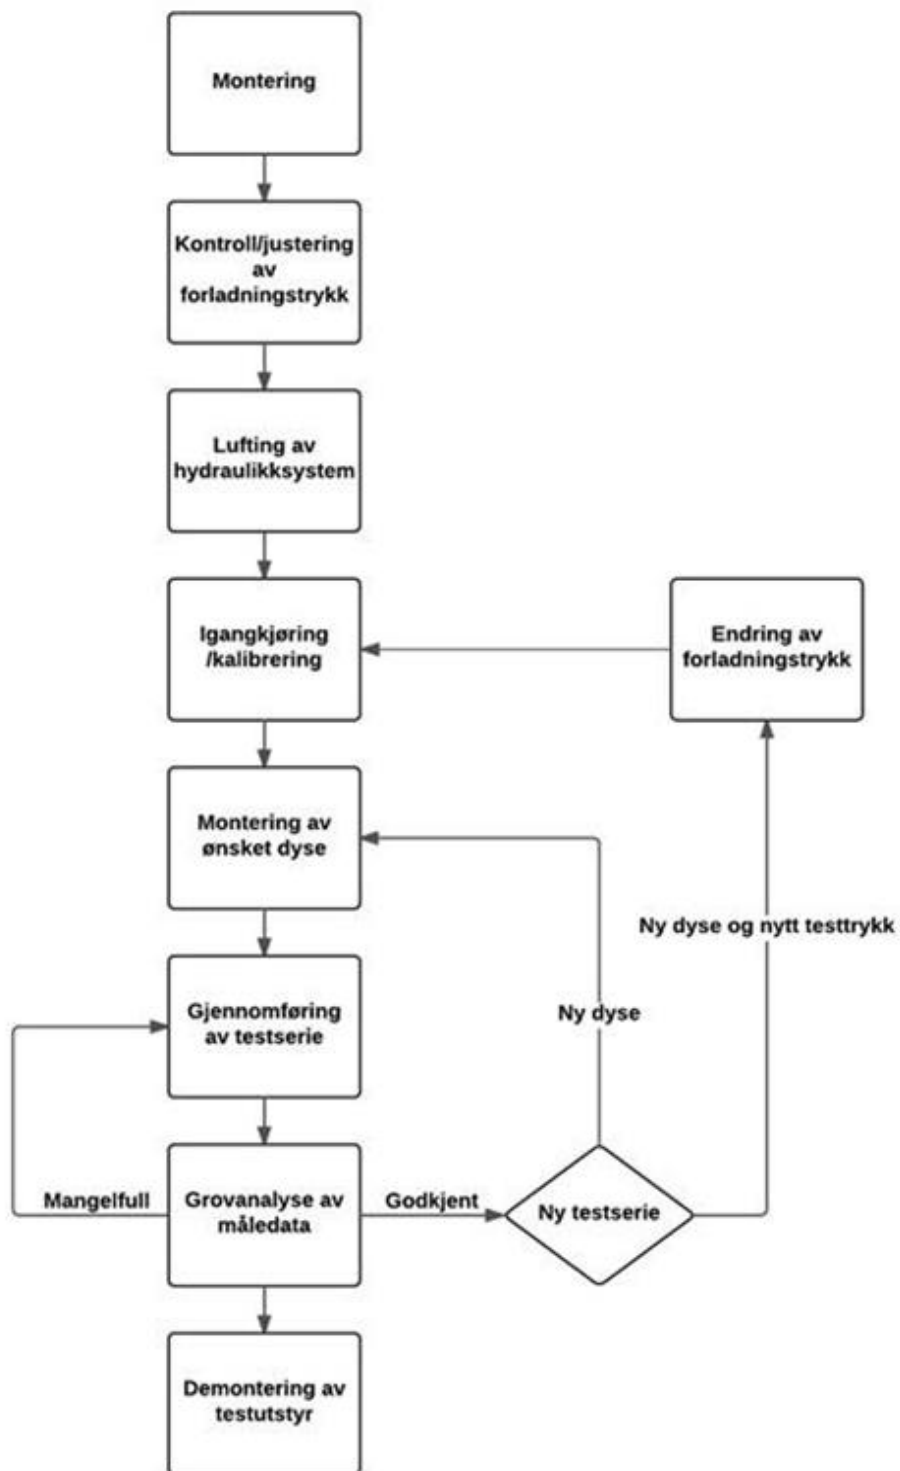 Montering
Kontroll/justering
av
forladningstrykk
Lufting av
hydraulikksystem
Igangkjøring
/kalibrering
Endring av
forladningstrykk
Montering av
ønsket dyse
Ny dyse og nytt testtrykk
Gjennomføring
av testserie
Ny dyse
Mangelfull
Grovanalyse av
måledata
Godkjent
Ny testserie
Demontering av
testutstyr